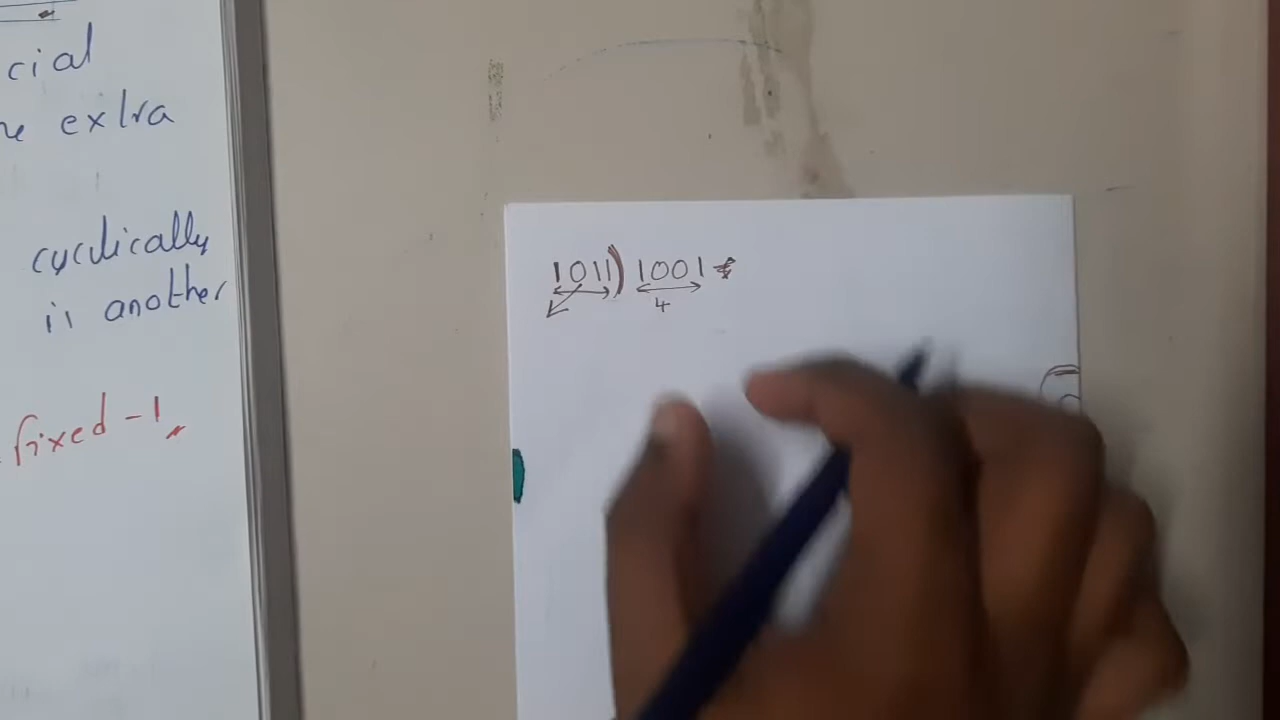 cial
extra
cyclically
is another
fixed - 1
1011) 1001
4